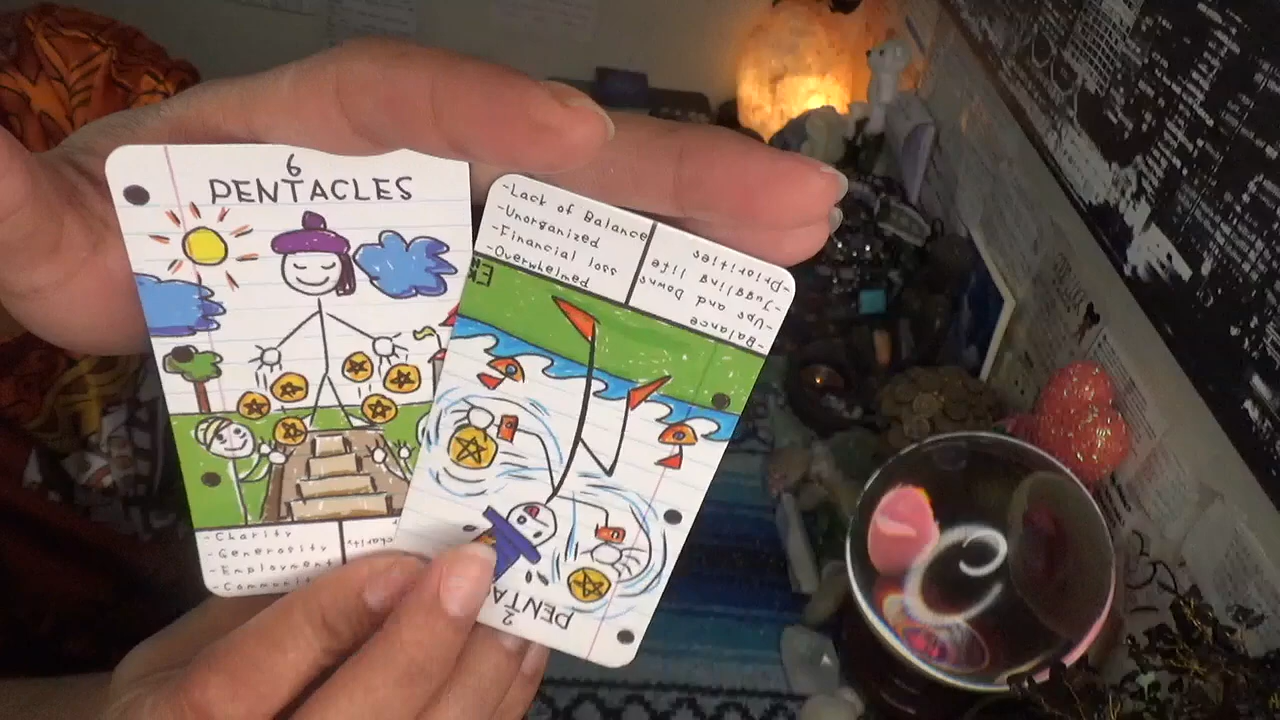 6
PENTACLES
- Charity
- Generosity
- Employment
-Lack of Balance
-Unorganized
-Financial loss
-Overwhelmed
-Balance
-Ups and Downs
-Juggling life
-priorities
2